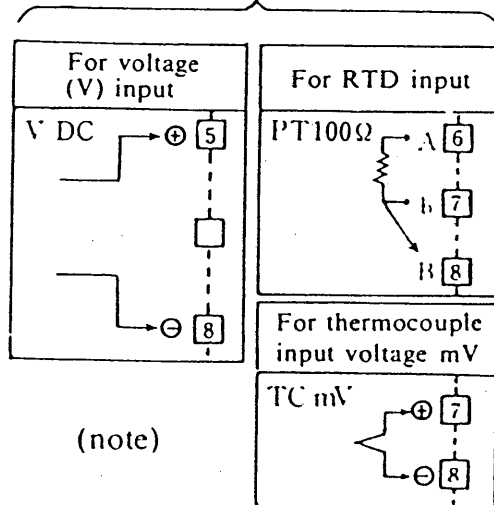 For voltage
(V) input
V DC
⊕ 5
⊖ 8
For RTD input
PT100Ω
A 6
b 7
B 8
For thermocouple
input voltage mV
TC mV
⊕ 7
⊖ 8
(note)